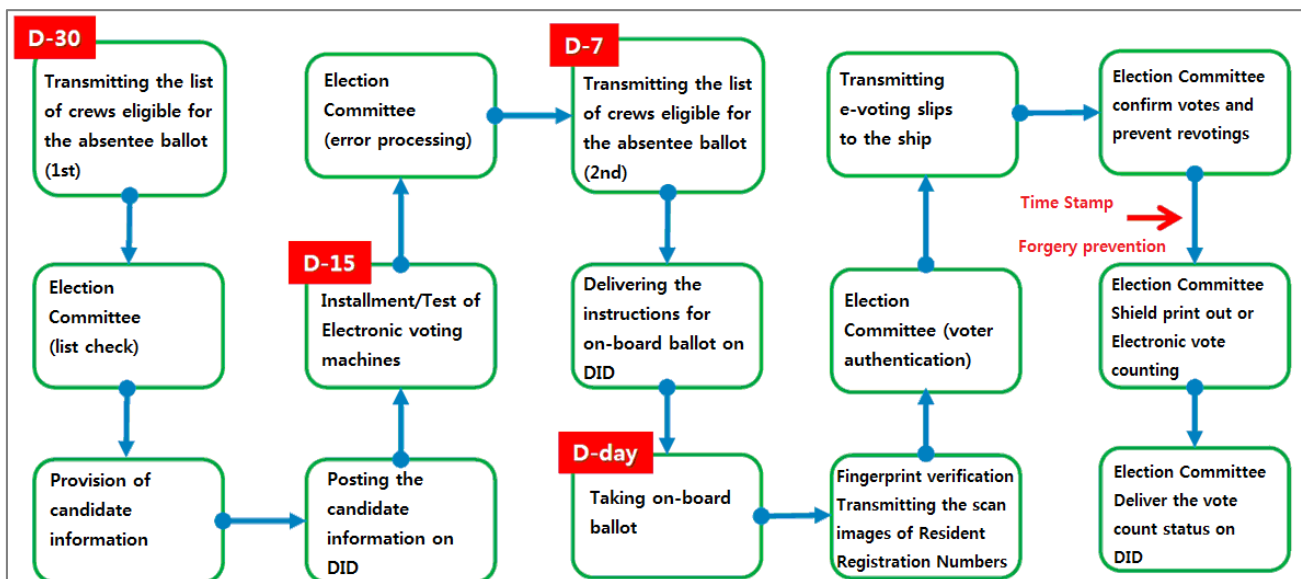 D-30
Transmitting the list
of crews eligible for
the absentee ballot
(1st)
Election
Committee
(list check)
Provision of
candidate
information
Posting the
candidate
information on
DID
D-15
Installment/Test of
Electronic voting
machines
Election
Committee
(error processing)
D-7
Transmitting the list
of crews eligible for
the absentee ballot
(2nd)
Delivering the
instructions for
on-board ballot on
DID
D-day
Taking on-board
ballot
Fingerprint verification
Transmitting the scan
images of Resident
Registration Numbers
Election
Committee (voter
authentication)
Transmitting
e-voting slips
to the ship
Election Committee
confirm votes and
prevent revotings
Time Stamp
Forgery prevention
Election Committee
Shield print out or
Electronic vote
counting
Election Committee
Deliver the vote
count status on
DID